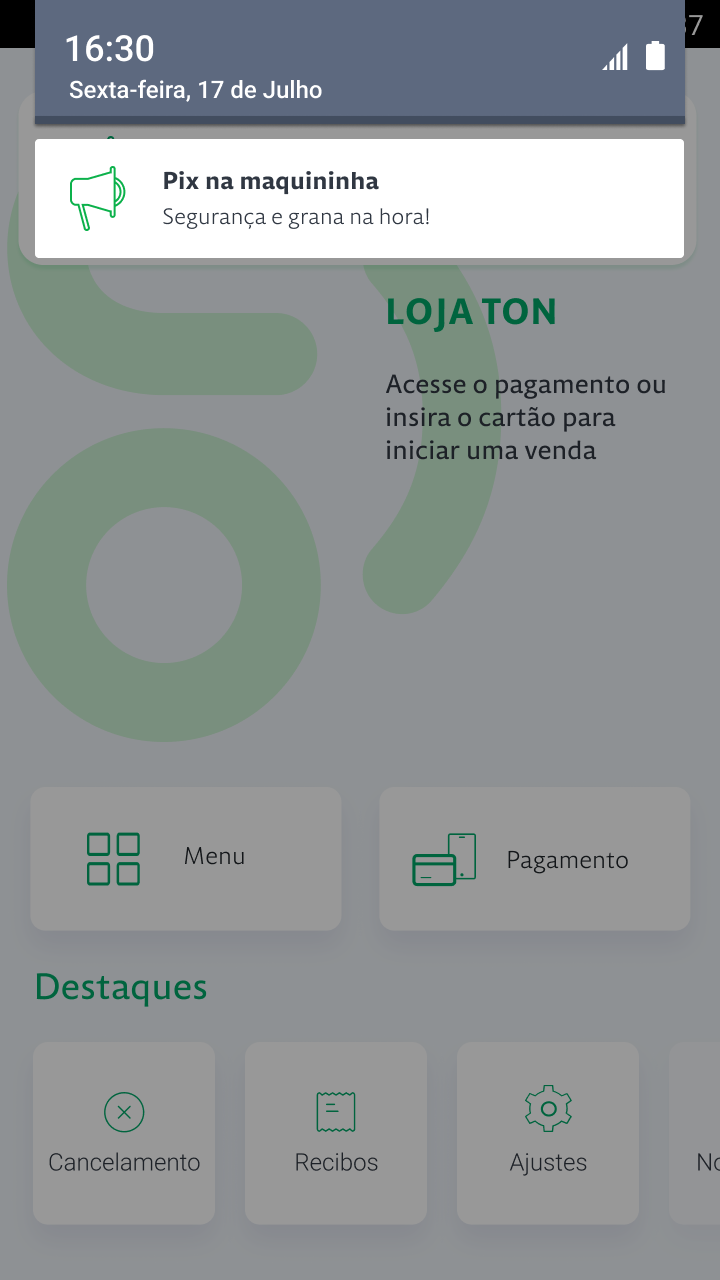 16:30
Sexta-feira, 17 de Julho
Pix na maquininha
Segurança e grana na hora!
LOJA TON
Acesse o pagamento ou
insira o cartão para
iniciar uma venda
Menu
Pagamento
Destaques
Cancelamento
Recibos
Ajustes